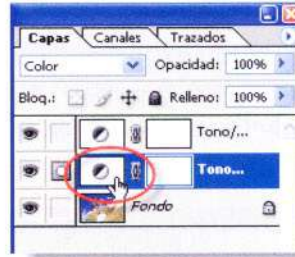 Capas Canales Trazados
Color Opacidad: 100%
Bloq.: Relleno: 100%
Tono/...
Tono...
Fondo